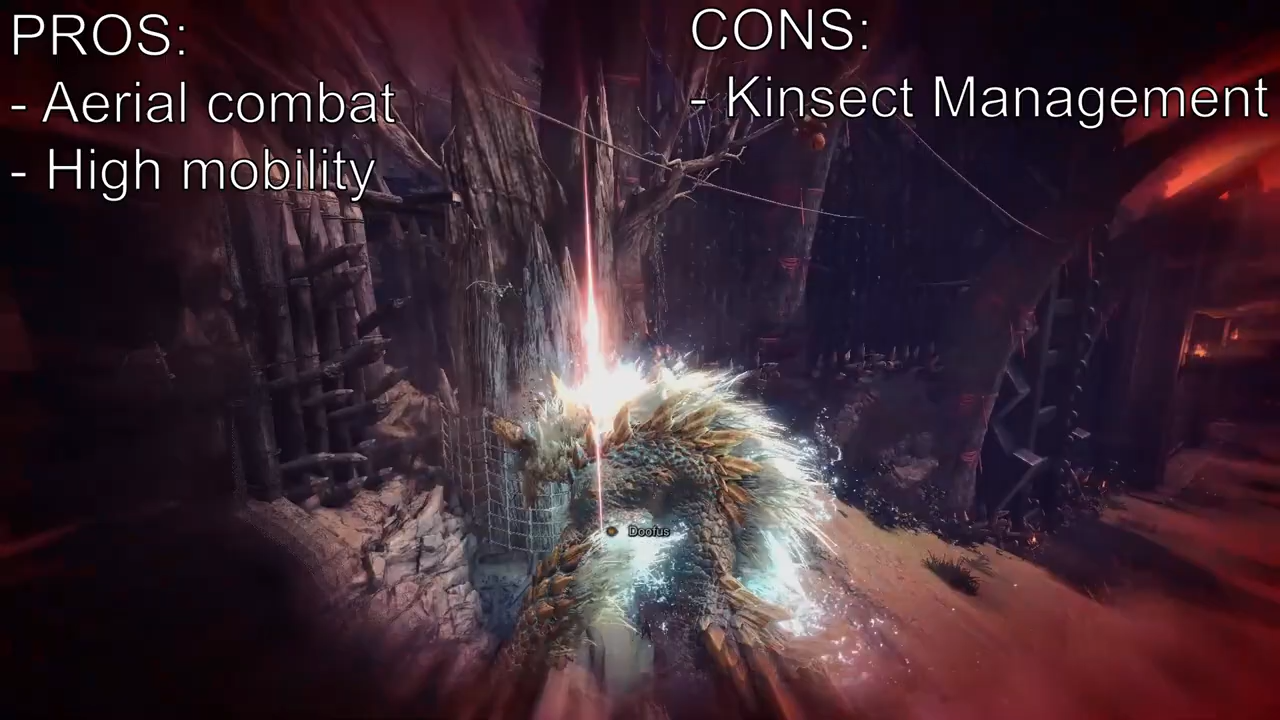 PROS:
- Aerial combat
- High mobility
CONS:
- Kinsect Management
Doofus